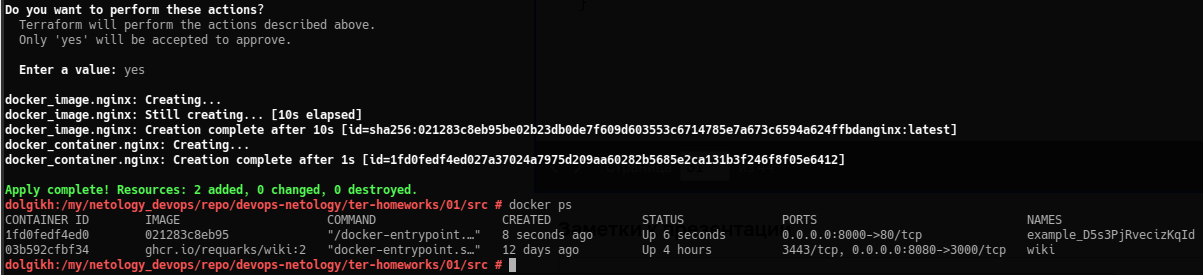 Do you want to perform these actions?
  Terraform will perform the actions described above.
  Only 'yes' will be accepted to approve.
  Enter a value: yes
docker_image.nginx: Creating...
docker_image.nginx: Still creating... [10s elapsed]
docker_image.nginx: Creation complete after 10s [id=sha256:021283c8eb95be02b23db0de7f609d603553c6714785e7a673c6594a624ffbdanginx:latest]
docker_container.nginx: Creating...
docker_container.nginx: Creation complete after 1s [id=1fd0fedf4ed027a37024a7975d209aa60282b5685e2ca131b3f246f8f05e6412]
Apply complete! Resources: 2 added, 0 changed, 0 destroyed.
dolgikh:/my/netology_devops/repo/devops-netology/ter-homeworks/01/src # docker ps
CONTAINER ID   IMAGE   COMMAND   CREATED   STATUS   PORTS   NAMES
1fd0fedf4ed0   021283c8eb95   "/docker-entrypoint.…"   8 seconds ago   Up 6 seconds   0.0.0.0:8000->80/tcp   example_D5s3PjRvecizKqId
03b592cfbf34   ghcr.io/requarks/wiki:2   "docker-entrypoint.s…"   12 days ago   Up 4 hours   3443/tcp, 0.0.0.0:8080->3000/tcp   wiki
dolgikh:/my/netology_devops/repo/devops-netology/ter-homeworks/01/src #